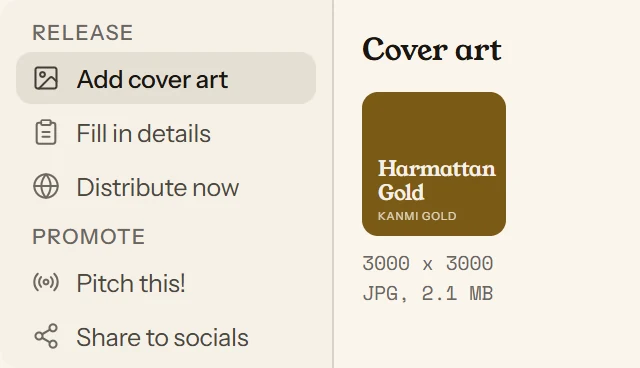 RELEASE
Add cover art
Fill in details
Distribute now
PROMOTE
Pitch this!
Share to socials
Cover art
Harmattan
Gold
KANMI GOLD
3000 x 3000
JPG, 2.1 MB